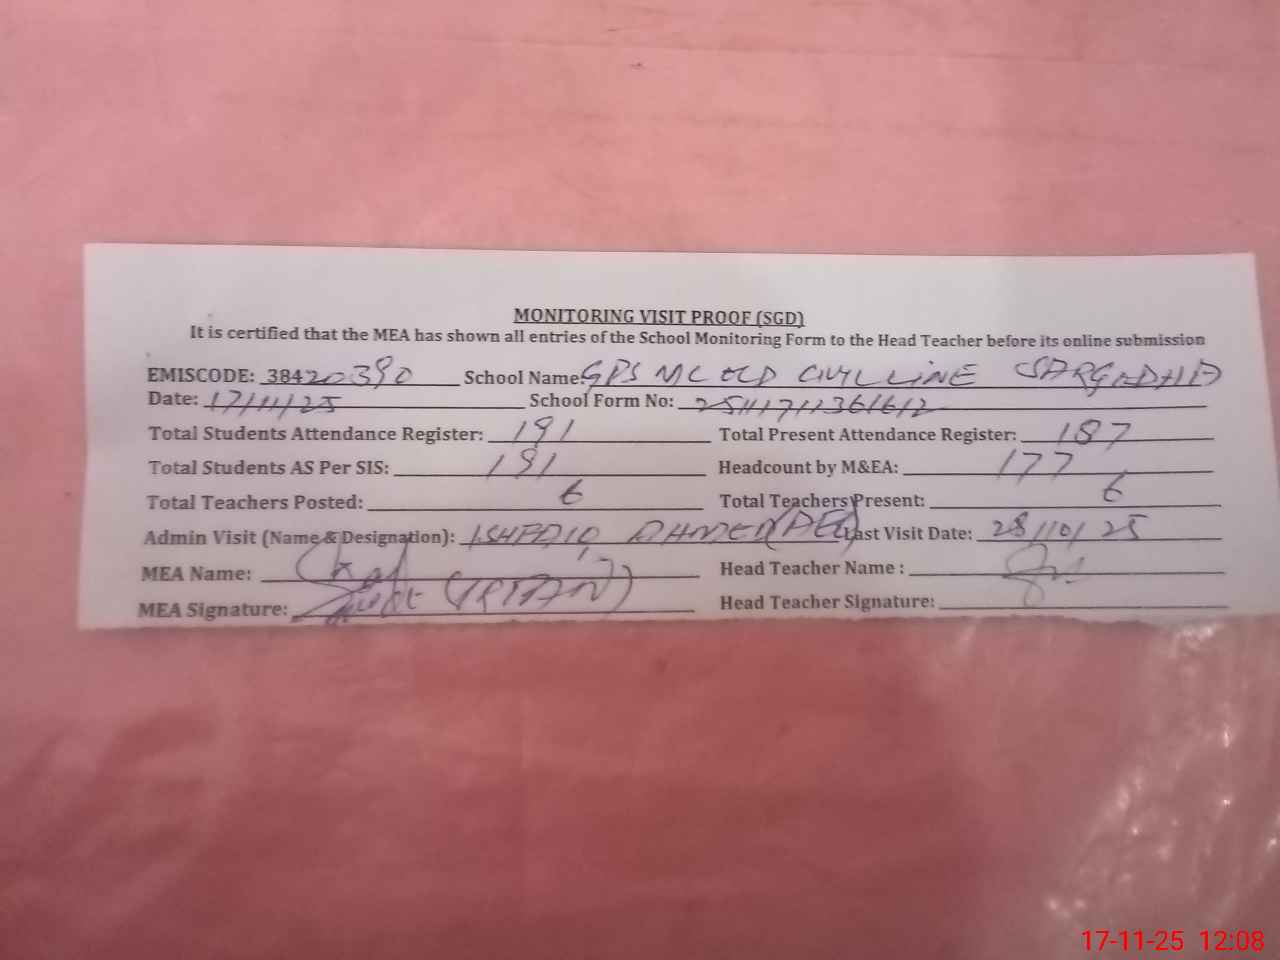 MONITORING VISIT PROOF (SGD)
It is certified that the MEA has shown all entries of the School Monitoring Form to the Head Teacher before its online submission
EMISCODE: 38420390 School Name: GPS MC OLD CIVIL LINE SARGODHA
Date: 17/11/25 School Form No: 25111711361612
Total Students Attendance Register: 191 Total Present Attendance Register: 187
Total Students AS Per SIS: 191 Headcount by M&EA: 177
Total Teachers Posted: 6 Total Teachers Present: 6
Admin Visit (Name & Designation): ISHFAIQ AHMED (AEO) Last Visit Date: 28/10/25
MEA Name: Head Teacher Name :
MEA Signature: (IRFAN) Head Teacher Signature:
17-11-25 12:08